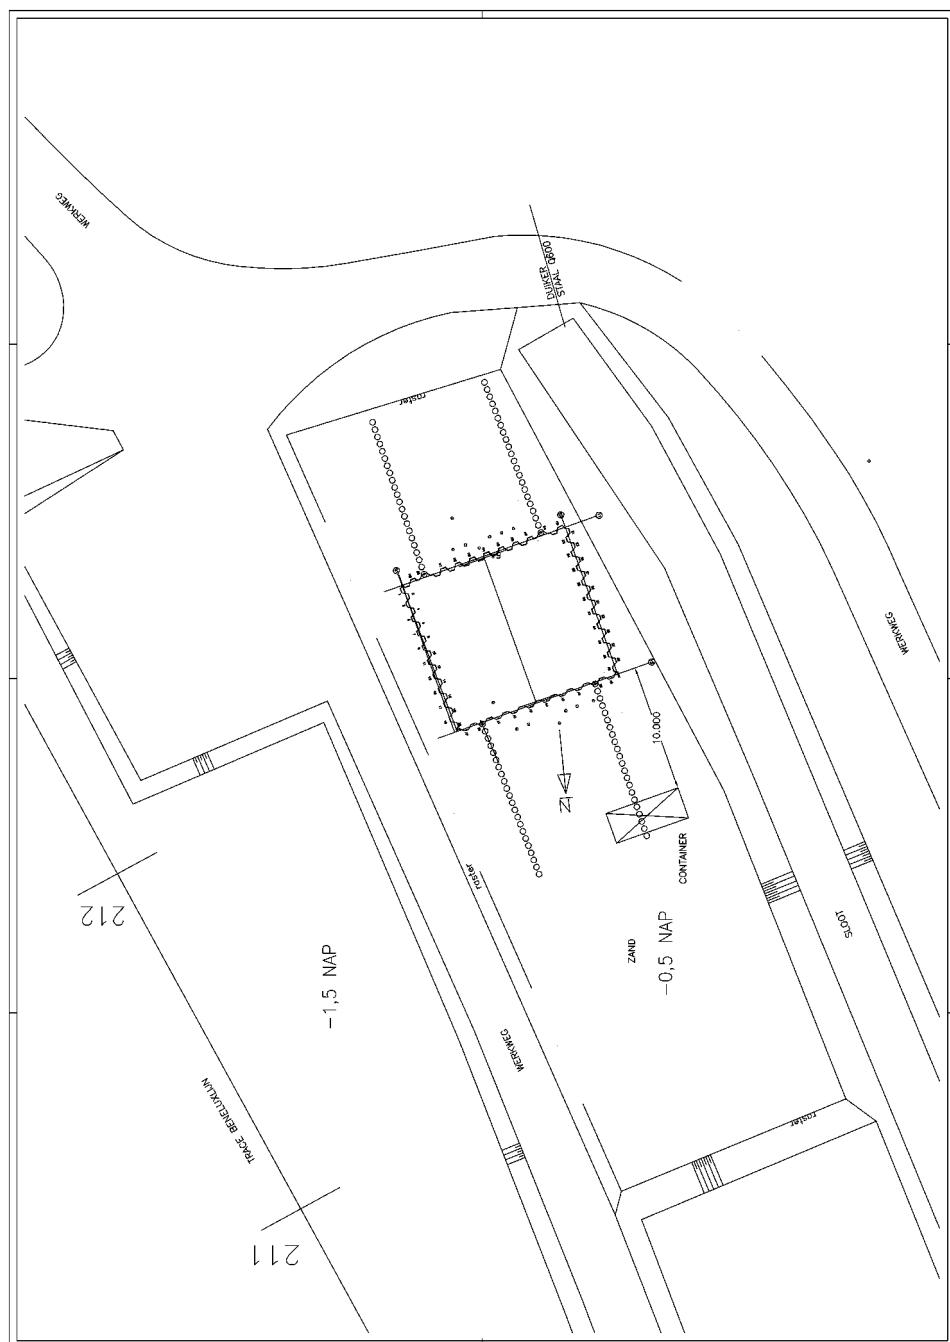 WERKWEG
DUIKER
STAAL Ø600
raster
WERKWEG
10.000
N
CONTAINER
raster
212
ZAND
-0,5 NAP
SLOOT
-1,5 NAP
WERKWEG
TRACE BENELUXLIJN
raster
211